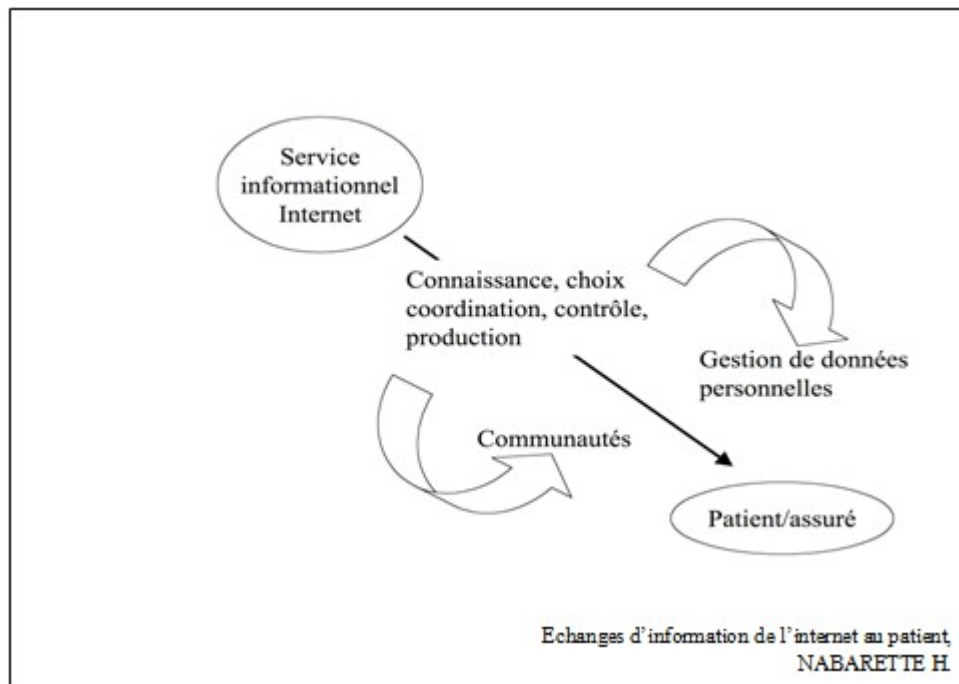 Service
informationnel
Internet
Connaissance, choix
coordination, contrôle,
production
Gestion de données
personnelles
Communautés
Patient/assuré
Echanges d'information de l'internet au patient,
NABARETTE H.